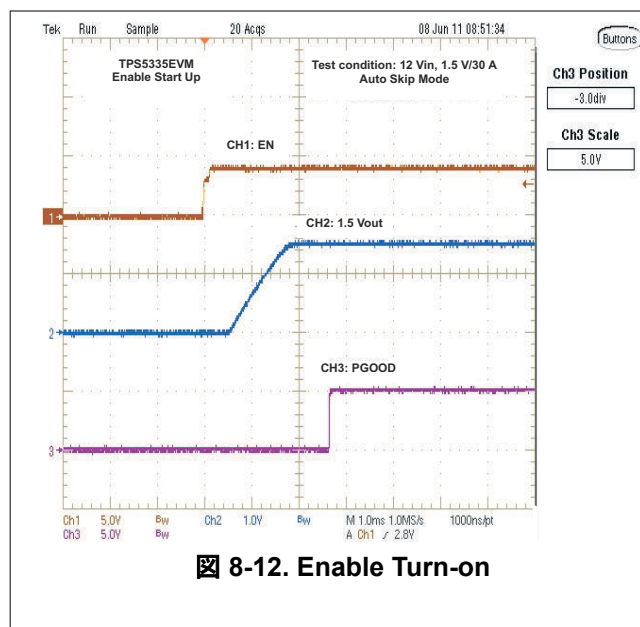 Tek Run Sample 20 Acqs 08 Jun 11 08:51:34
Buttons
TPS5335EVM
Enable Start Up
Test condition: 12 Vin, 1.5 V/30 A
Auto Skip Mode
Ch3 Position
-3.0div
Ch3 Scale
5.0V
CH1: EN
1
CH2: 1.5 Vout
2
CH3: PGOOD
3
Ch1 5.0V BW Ch2 1.0V BW M 1.0ms 1.0MS/s 1000ns/pt
Ch3 5.0V BW A Ch1 / 2.8V
図 8-12. Enable Turn-on